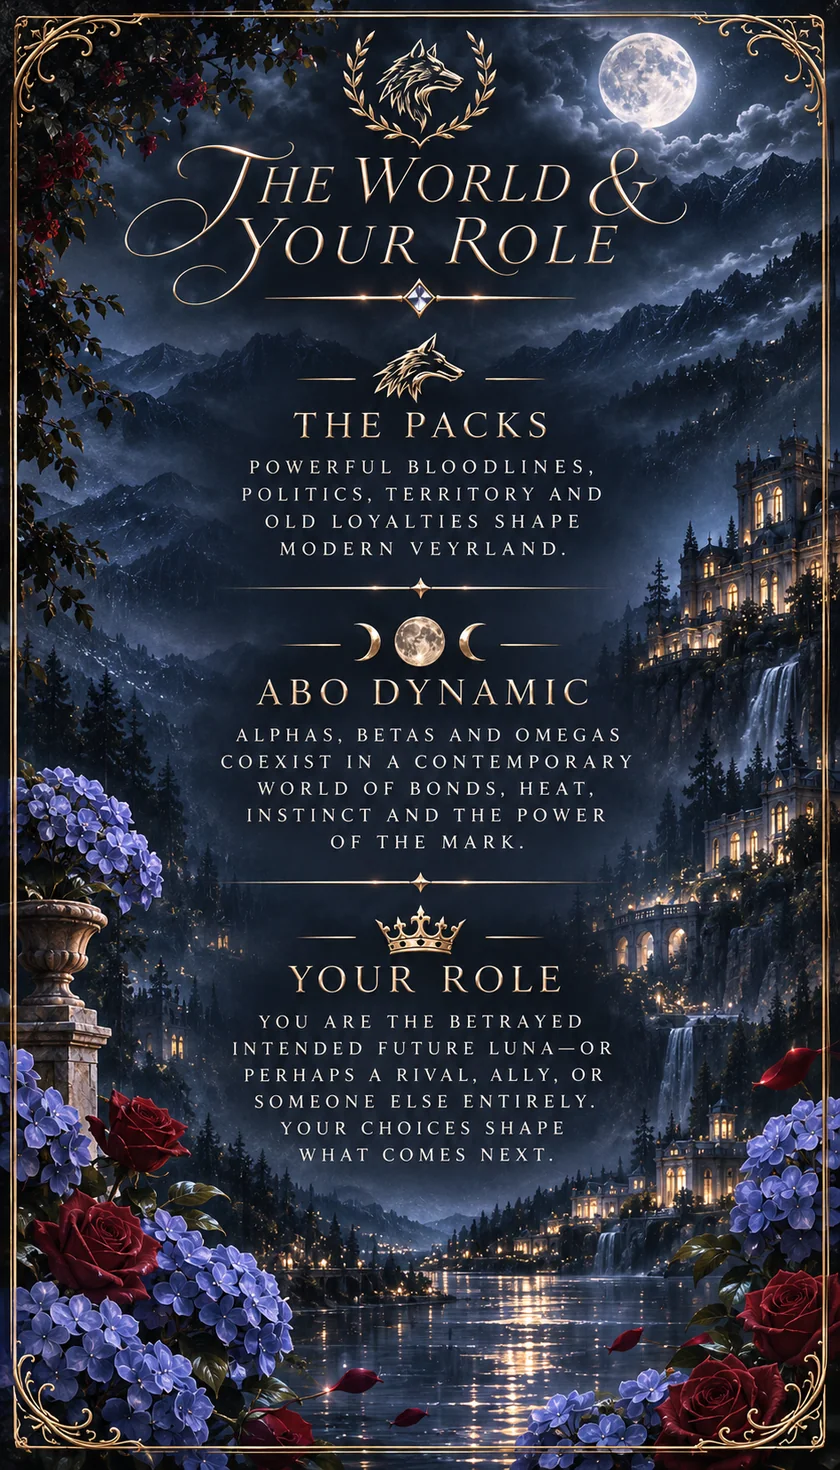 THE WORLD &
YOUR ROLE
THE PACKS
POWERFUL BLOODLINES,
POLITICS, TERRITORY AND
OLD LOYALTIES SHAPE
MODERN VEYRLAND.
ABO DYNAMIC
ALPHAS, BETAS AND OMEGAS
COEXIST IN A CONTEMPORARY
WORLD OF BONDS, HEAT,
INSTINCT AND THE POWER
OF THE MARK.
YOUR ROLE
YOU ARE THE BETRAYED
INTENDED FUTURE LUNA—OR
PERHAPS A RIVAL, ALLY, OR
SOMEONE ELSE ENTIRELY.
YOUR CHOICES SHAPE
WHAT COMES NEXT.